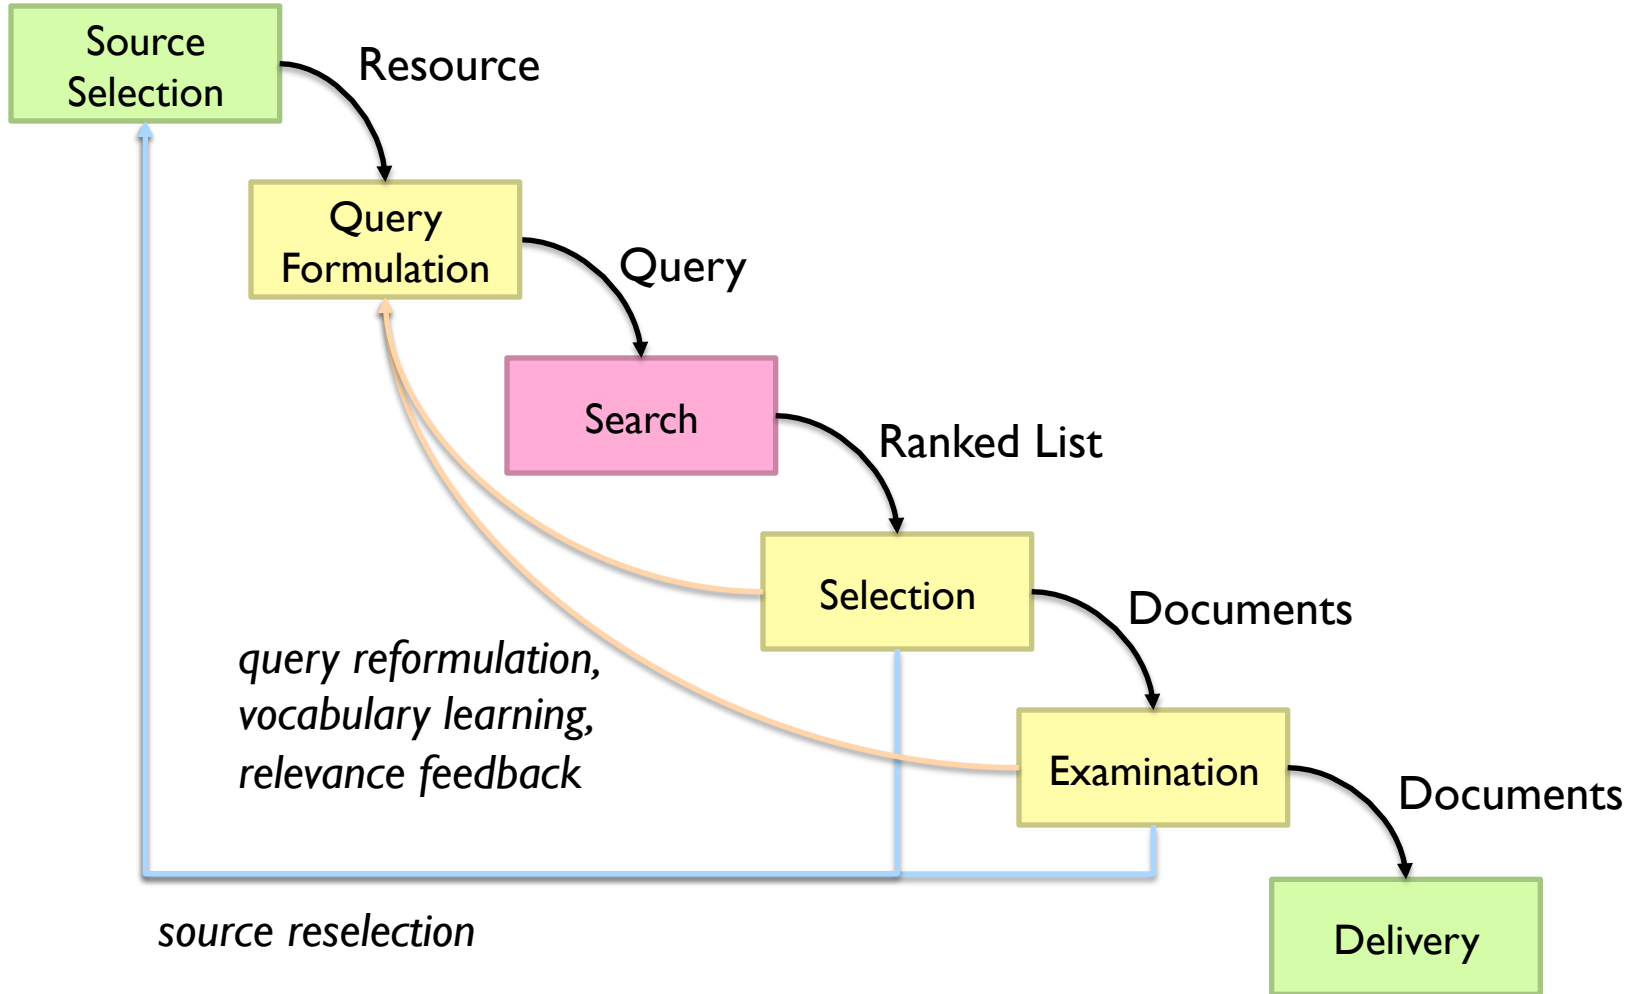 Source
Selection
Resource
Query
Formulation
Query
Search
Ranked List
Selection
Documents
query reformulation,
vocabulary learning,
relevance feedback
Examination
Documents
source reselection
Delivery